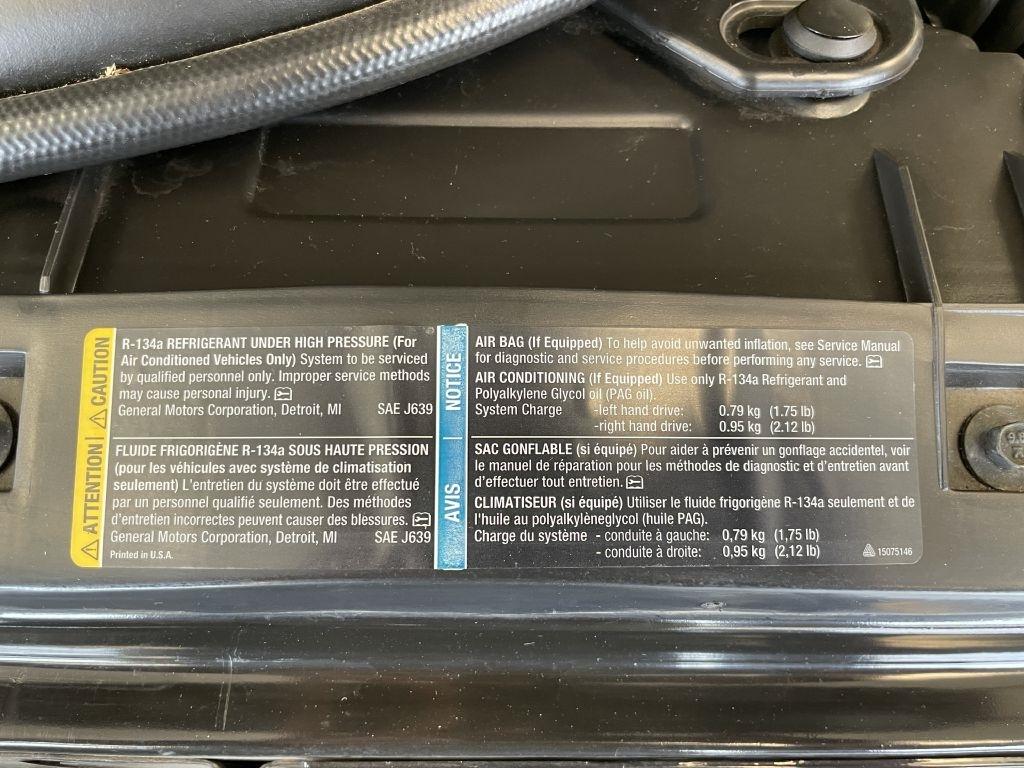 CAUTION
R-134a REFRIGERANT UNDER HIGH PRESSURE (For
Air Conditioned Vehicles Only) System to be serviced
by qualified personnel only. Improper service methods
may cause personal injury.
General Motors Corporation, Detroit, MI SAE J639
ATTENTION
FLUIDE FRIGORIGÈNE R-134a SOUS HAUTE PRESSION
(pour les véhicules avec système de climatisation
seulement) L'entretien du système doit être effectué
par un personnel qualifié seulement. Des méthodes
d'entretien incorrectes peuvent causer des blessures.
General Motors Corporation, Detroit, MI SAE J639
Printed in U.S.A.
NOTICE
AIR BAG (If Equipped) To help avoid unwanted inflation, see Service Manual
for diagnostic and service procedures before performing any service.
AIR CONDITIONING (If Equipped) Use only R-134a Refrigerant and
Polyalkylene Glycol oil (PAG oil).
System Charge -left hand drive: 0.79 kg (1.75 lb)
-right hand drive: 0.95 kg (2.12 lb)
AVIS
SAC GONFLABLE (si équipé) Pour aider à prévenir un gonflage accidentel, voir
le manuel de réparation pour les méthodes de diagnostic et d'entretien avant
d'effectuer tout entretien.
CLIMATISEUR (si équipé) Utiliser le fluide frigorigène R-134a seulement et de
l'huile au polyalkylèneglycol (huile PAG).
Charge du système - conduite à gauche: 0,79 kg (1,75 lb)
- conduite à droite: 0,95 kg (2,12 lb)
15075146